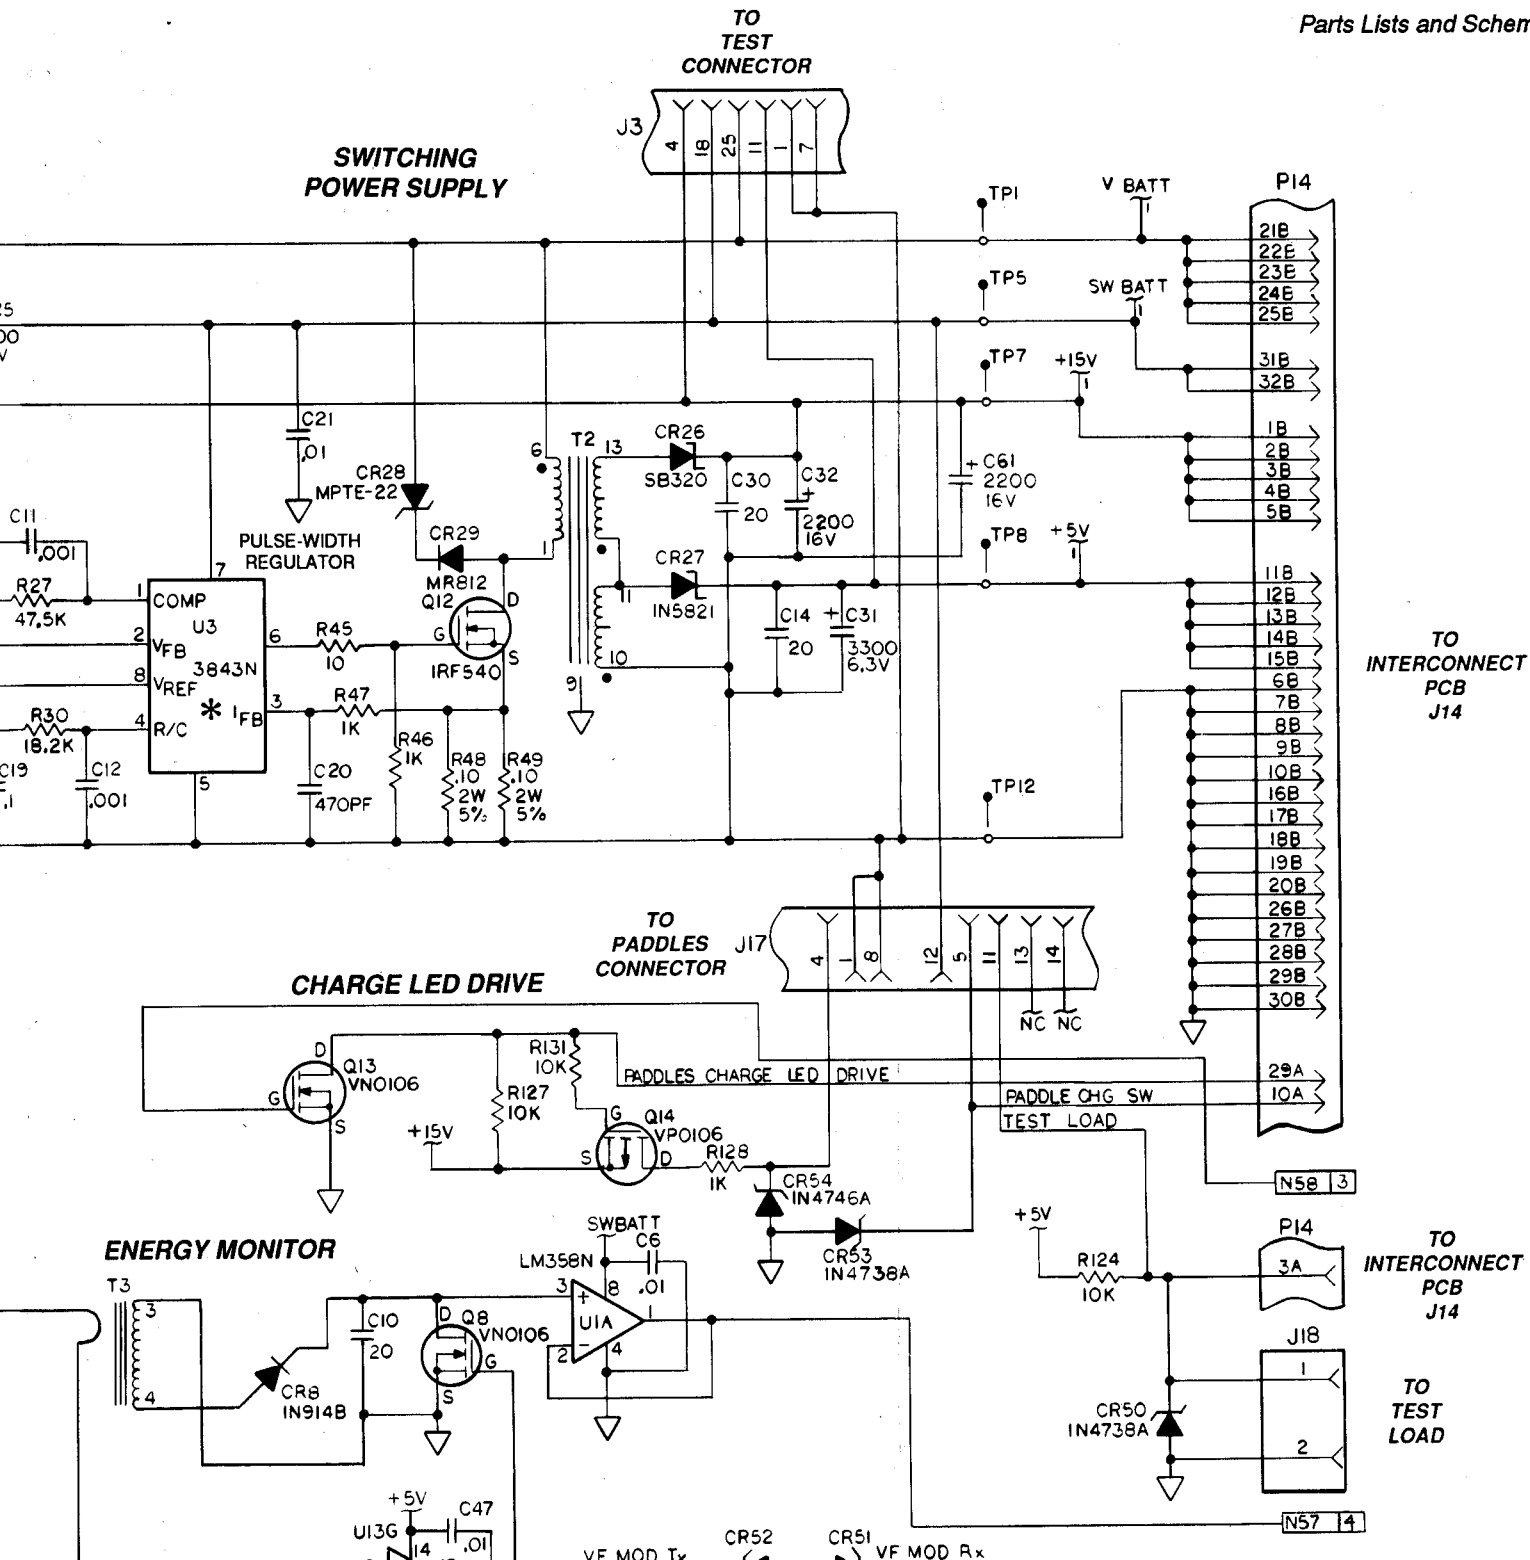 Parts Lists and Schem
TO
TEST
CONNECTOR
J3
4
18
25
11
1
7
SWITCHING
POWER SUPPLY
TP1
V BATT
1
P14
21B
22B
23B
24B
25B
TP5
SW BATT
1
31B
32B
TP7
+15V
1
1B
2B
3B
4B
5B
C21
.01
CR28
MPTE-22
6
T2
13
CR26
SB320
C30
20
C32
+
2200
16V
+
C61
2200
16V
TP8
+5V
1
C11
.001
PULSE-WIDTH
REGULATOR
CR29
MR812
1
CR27
1N5821
11
11B
12B
13B
14B
15B
R27
47.5K
7
1
COMP
U3
2
VFB
3843N
8
VREF
*
IFB
4
R/C
5
6
3
R45
10
Q12
D
G
S
IRF540
C14
20
+
C31
3300
6.3V
10
9
TO
INTERCONNECT
PCB
J14
6B
7B
8B
9B
10B
16B
17B
18B
19B
20B
26B
27B
28B
29B
30B
R47
1K
R30
18.2K
C19
.1
C12
.001
C20
470PF
R46
1K
R48
.10
2W
5%
R49
.10
2W
5%
TP12
TO
PADDLES
CONNECTOR
J17
4
1
8
12
5
11
13
14
NC
NC
CHARGE LED DRIVE
D
Q13
VN0106
G
S
R131
10K
R127
10K
PADDLES CHARGE LED DRIVE
29A
PADDLE CHG SW
10A
TEST LOAD
+15V
G
Q14
VP0106
S
D
R128
1K
CR54
1N4746A
CR53
1N4738A
N58 3
ENERGY MONITOR
T3
3
4
CR8
1N914B
C10
20
D
Q8
VN0106
G
S
SWBATT
LM358N
C6
.01
8
3
+
U1A
1
2
-
4
+5V
R124
10K
P14
3A
TO
INTERCONNECT
PCB
J14
J18
1
2
CR50
1N4738A
TO
TEST
LOAD
N57 4
+5V
C47
.01
U13G
14
CR52
CR51
VF MOD Tx
VF MOD Rx